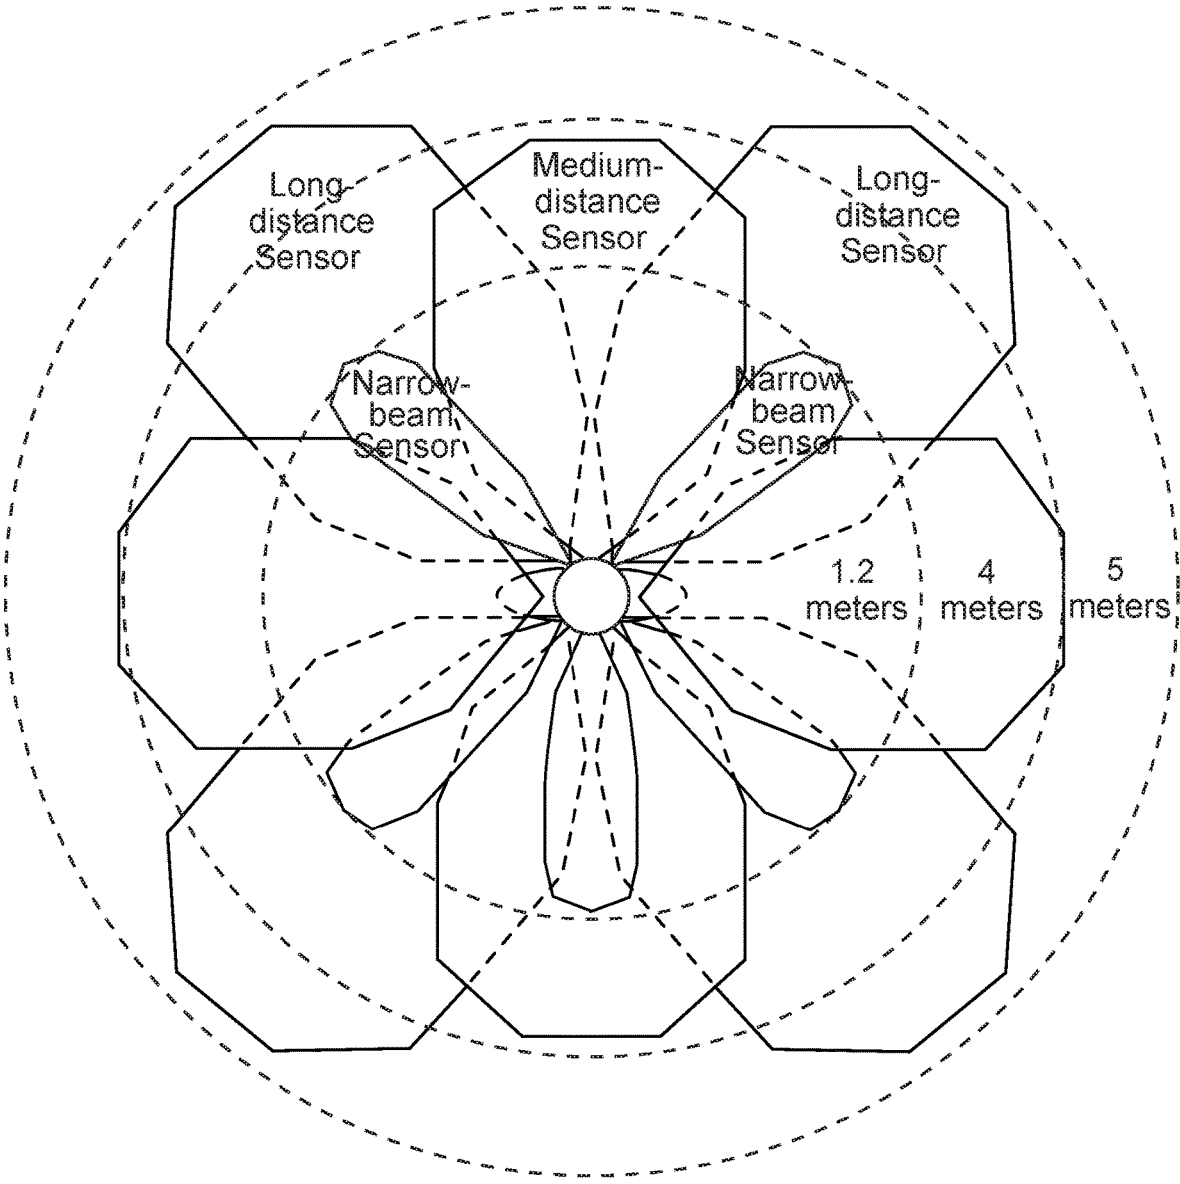 Long-
distance
Sensor
Medium-
distance
Sensor
Long-
distance
Sensor
Narrow-
beam
Sensor
Narrow-
beam
Sensor
1.2
meters
4
meters
5
meters